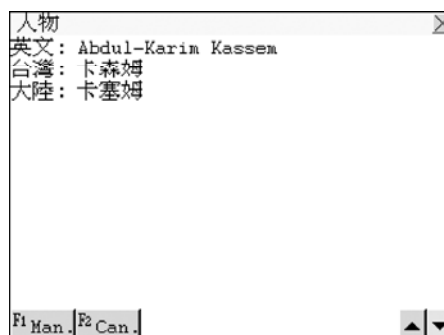 人物
英文: Abdul-Karim Kassem
台灣: 卡森姆
大陸: 卡塞姆
F1 Man. F2 Can.